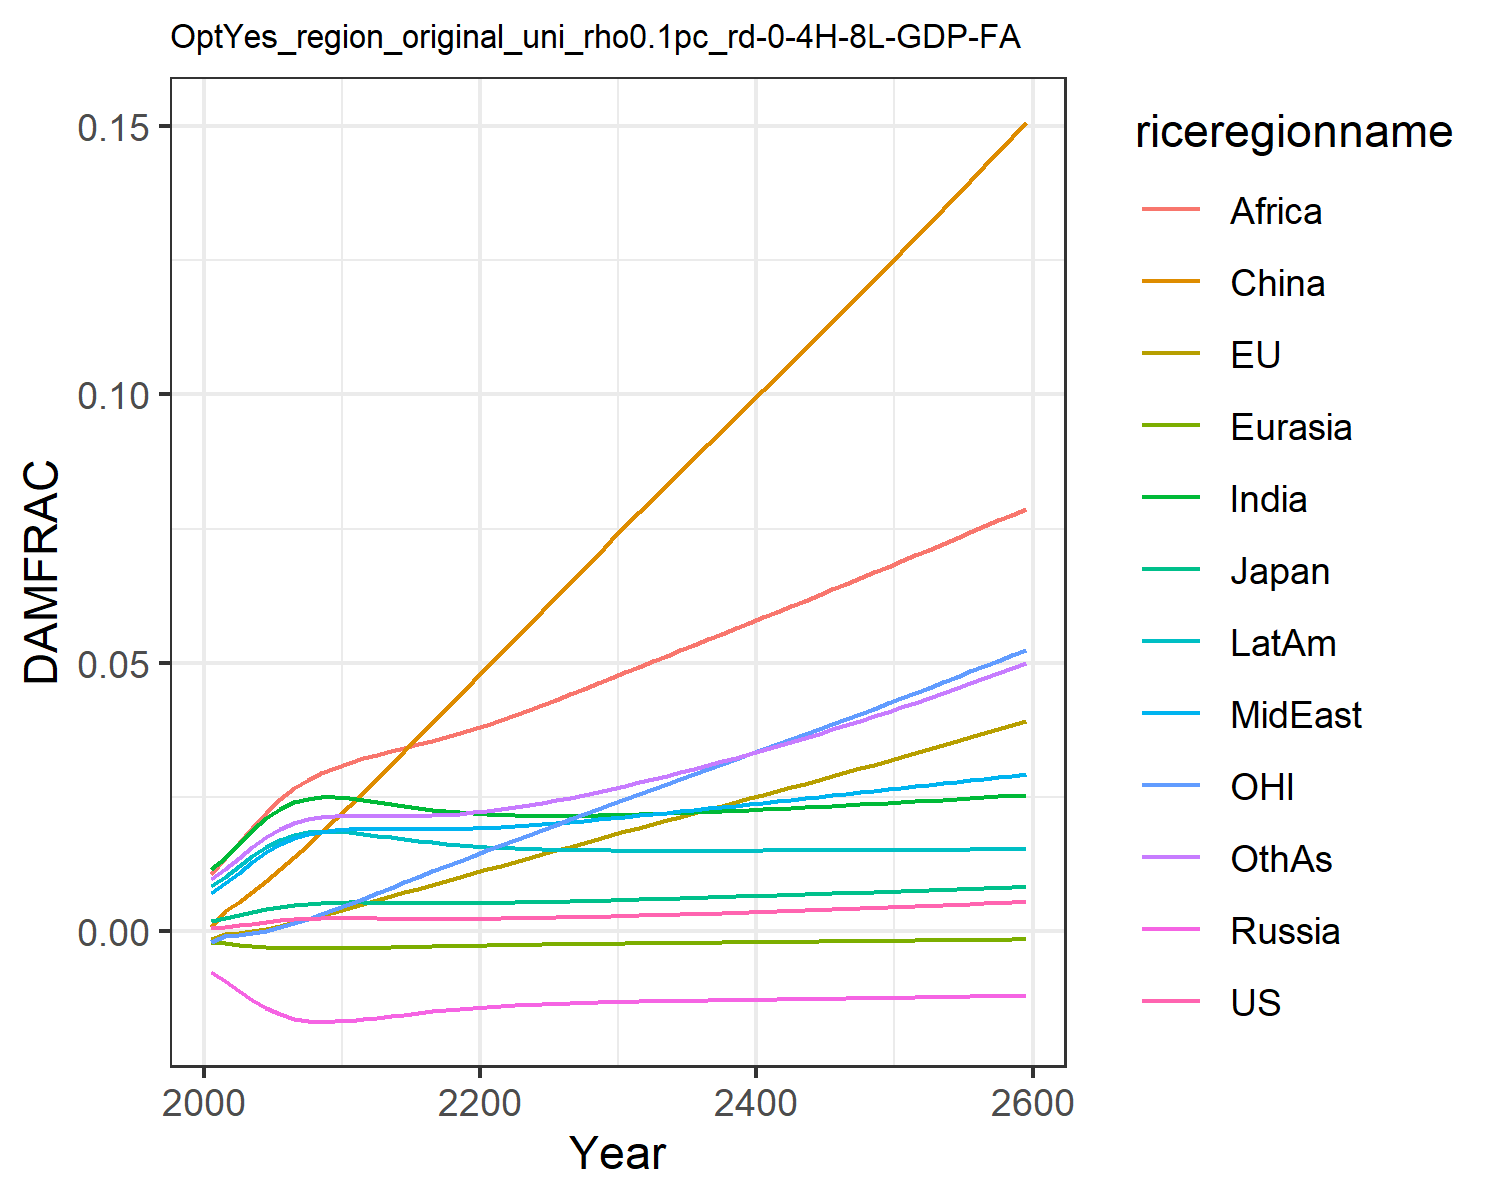 OptYes_region_original_uni_rho0.1pc_rd-0-4H-8L-GDP-FA
0.15
0.10
0.05
0.00
DAMFRAC
2000
2200
2400
2600
Year
riceregionname
Africa
China
EU
Eurasia
India
Japan
LatAm
MidEast
OHI
OthAs
Russia
US